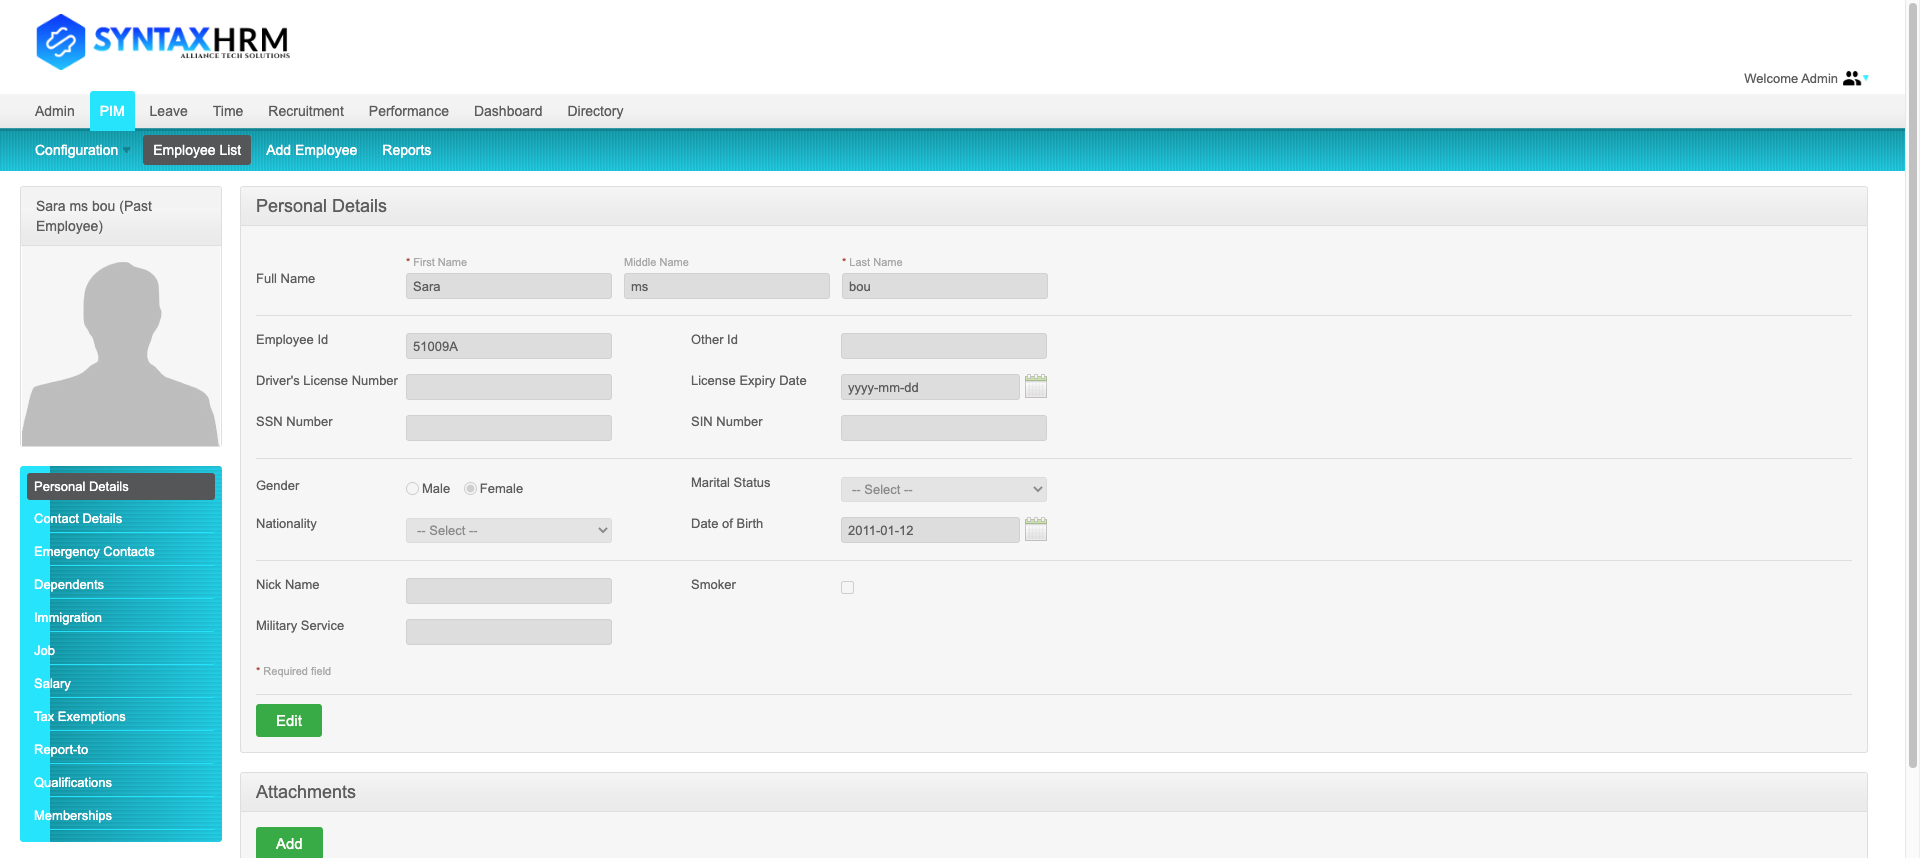 SYNTAXHRM
ALLIANCE TECH SOLUTIONS
Welcome Admin
Admin PIM Leave Time Recruitment Performance Dashboard Directory
Configuration Employee List Add Employee Reports
Sara ms bou (Past
Employee)
Personal Details
Contact Details
Emergency Contacts
Dependents
Immigration
Job
Salary
Tax Exemptions
Report-to
Qualifications
Memberships
Personal Details
* First Name Middle Name * Last Name
Full Name Sara ms bou
Employee Id 51009A Other Id
Driver's License Number License Expiry Date yyyy-mm-dd
SSN Number SIN Number
Gender Male Female Marital Status -- Select --
Nationality -- Select -- Date of Birth 2011-01-12
Nick Name Smoker
Military Service
* Required field
Edit
Attachments
Add